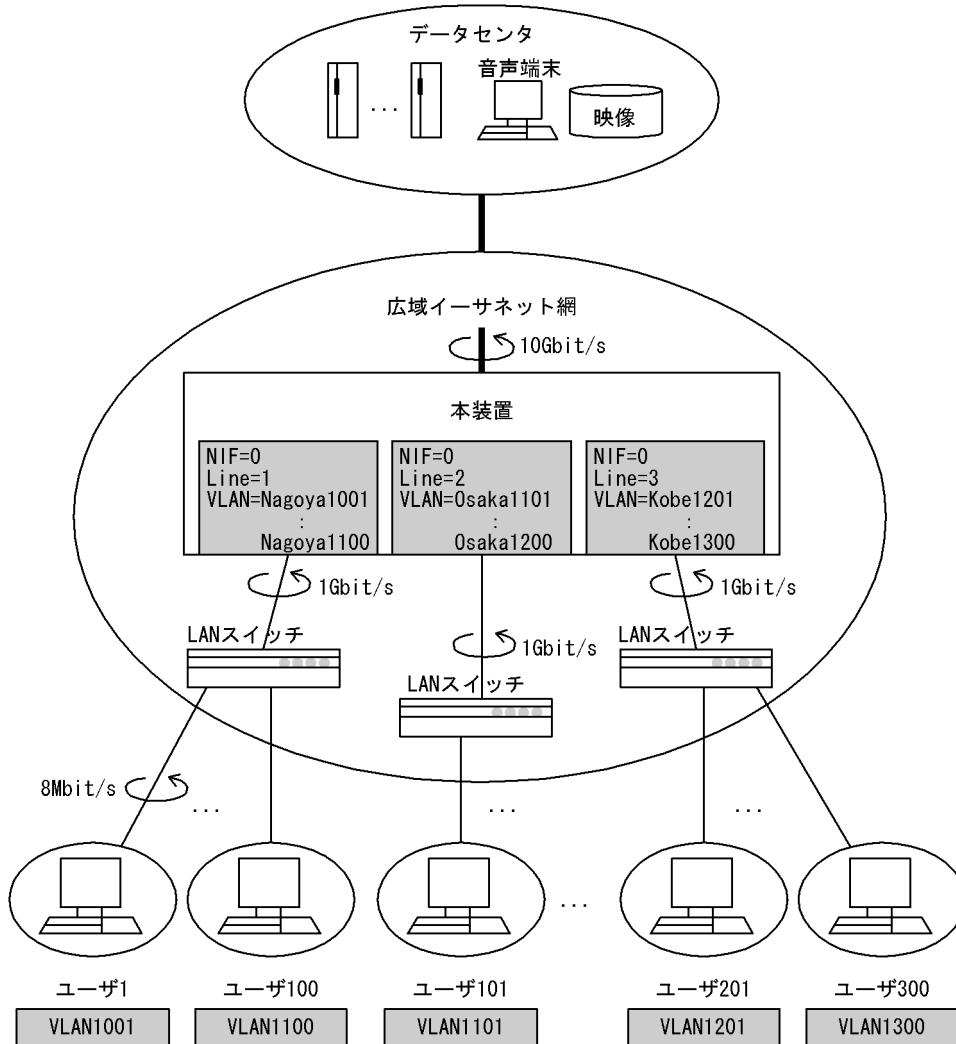 データセンタ
音声端末
...
映像
広域イーサネット網
10Gbit/s
本装置
NIF=0
Line=1
VLAN=Nagoya1001
:
Nagoya1100
NIF=0
Line=2
VLAN=Osaka1101
:
Osaka1200
NIF=0
Line=3
VLAN=Kobe1201
:
Kobe1300
1Gbit/s
1Gbit/s
LANスイッチ
LANスイッチ
1Gbit/s
LANスイッチ
8Mbit/s
...
...
...
...
ユーザ1
ユーザ100
ユーザ101
ユーザ201
ユーザ300
VLAN1001
VLAN1100
VLAN1101
VLAN1201
VLAN1300